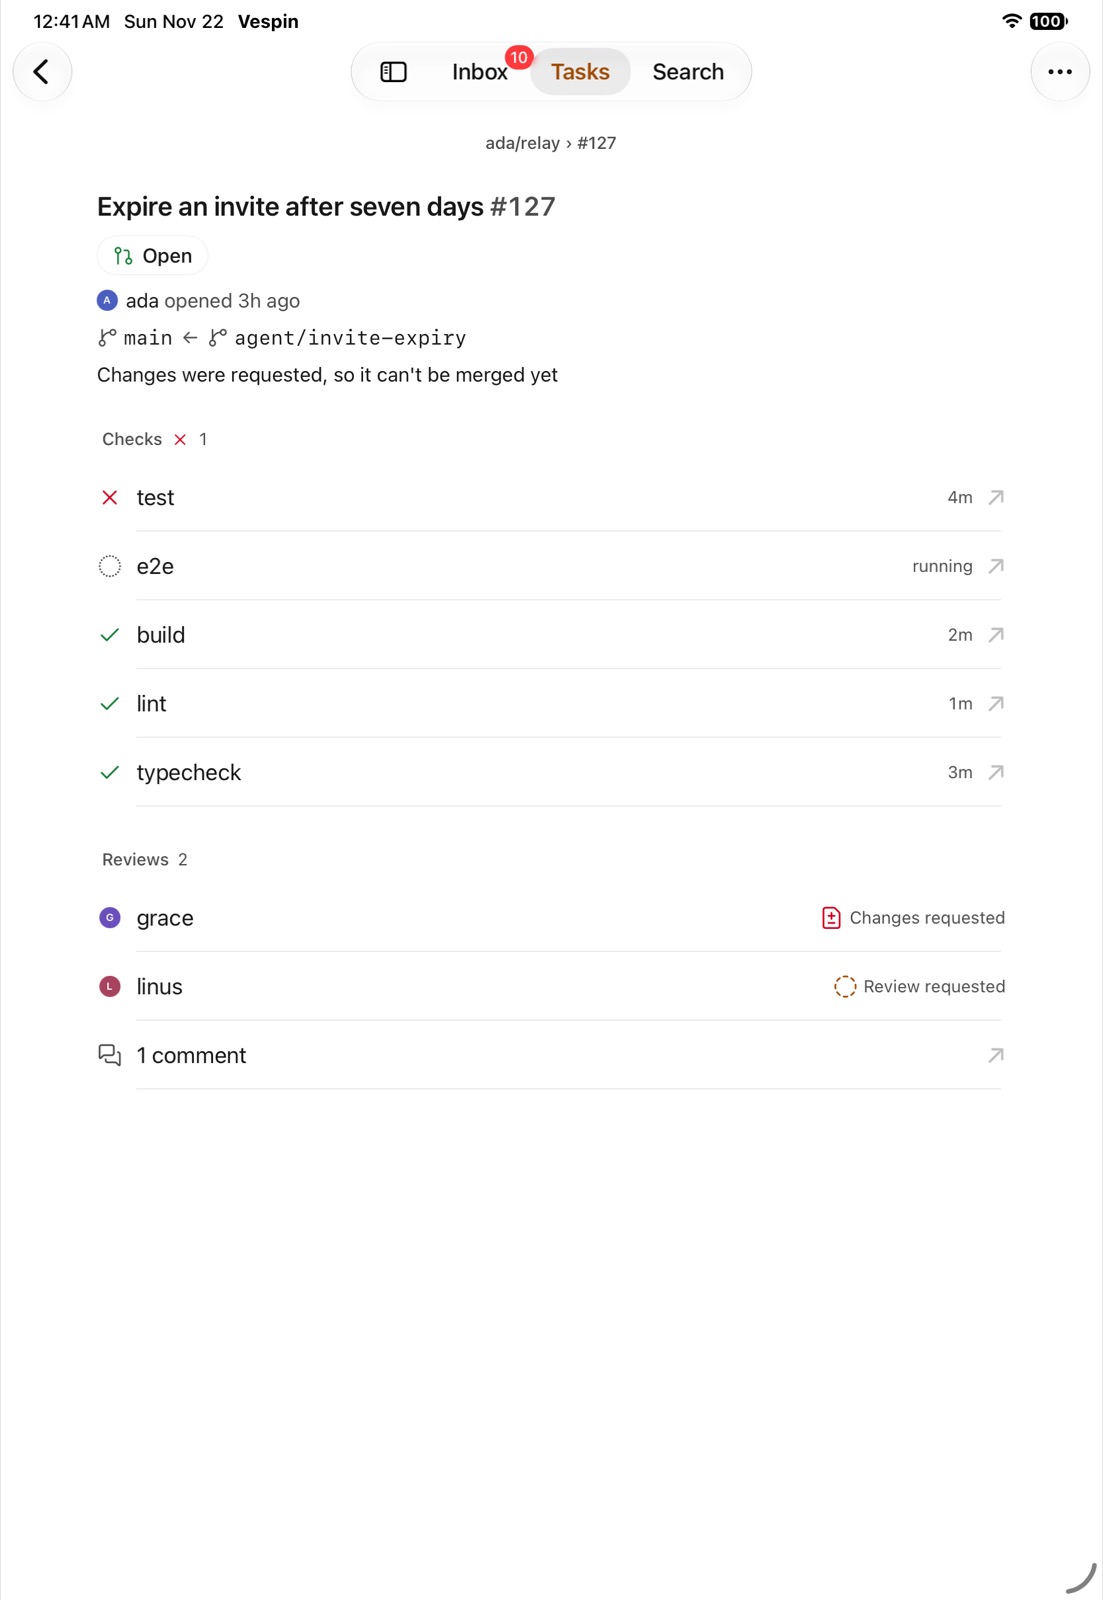 12:41 AM Sun Nov 22 Vespin 100
Inbox 10 Tasks Search
ada/relay › #127
Expire an invite after seven days #127
Open
A ada opened 3h ago
main ← agent/invite-expiry
Changes were requested, so it can't be merged yet
Checks 1
test 4m
e2e running
build 2m
lint 1m
typecheck 3m
Reviews 2
G grace Changes requested
L linus Review requested
1 comment